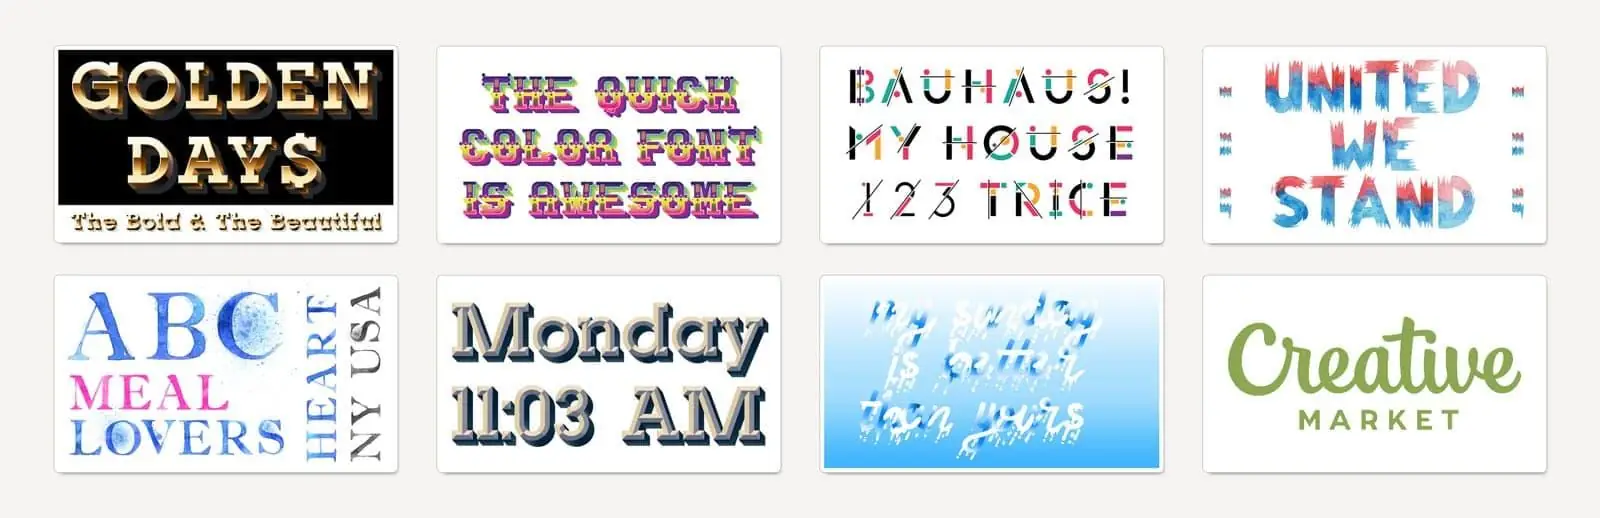 GOLDEN
DAY$
The Bold & The Beautiful
THE QUICK
COLOR FONT
IS AWESOME
BAUHAUS!
MY HOUSE
123 TRICE
UNITED
WE
STAND
ABC
MEAL
LOVERS
HEART
NY USA
Monday
11:03 AM
my sunday
is better
than yours
Creative
MARKET